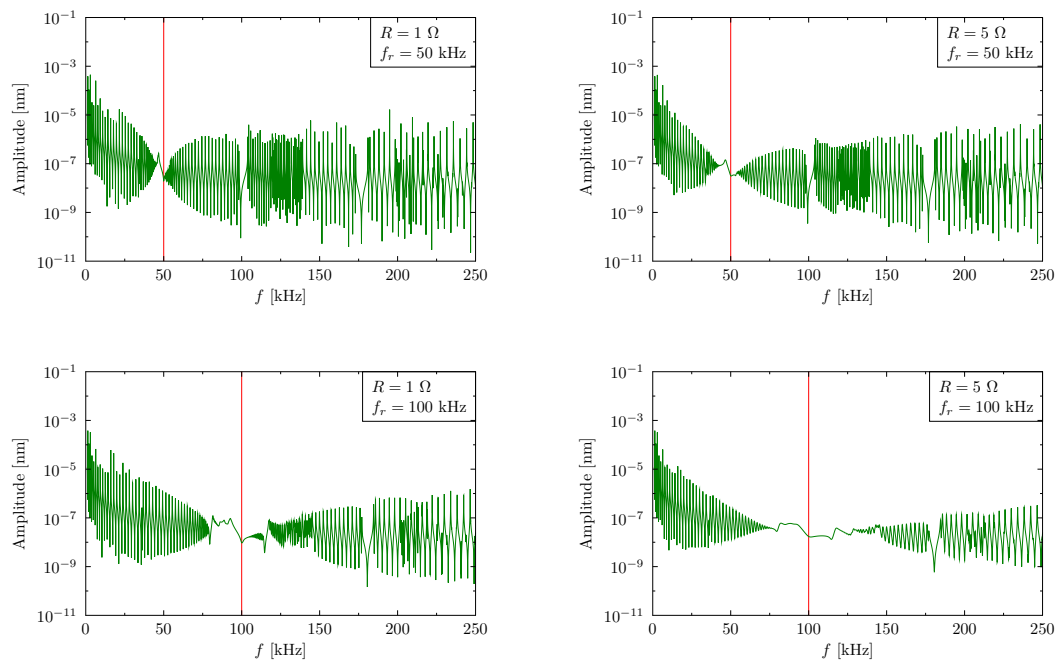 10⁻¹
10⁻³
10⁻⁵
10⁻⁷
10⁻⁹
10⁻¹¹
Amplitude [nm]
R = 1 Ω
f_r = 50 kHz
0 50 100 150 200 250
f [kHz]
10⁻¹
10⁻³
10⁻⁵
10⁻⁷
10⁻⁹
10⁻¹¹
Amplitude [nm]
R = 5 Ω
f_r = 50 kHz
0 50 100 150 200 250
f [kHz]
10⁻¹
10⁻³
10⁻⁵
10⁻⁷
10⁻⁹
10⁻¹¹
Amplitude [nm]
R = 1 Ω
f_r = 100 kHz
0 50 100 150 200 250
f [kHz]
10⁻¹
10⁻³
10⁻⁵
10⁻⁷
10⁻⁹
10⁻¹¹
Amplitude [nm]
R = 5 Ω
f_r = 100 kHz
0 50 100 150 200 250
f [kHz]